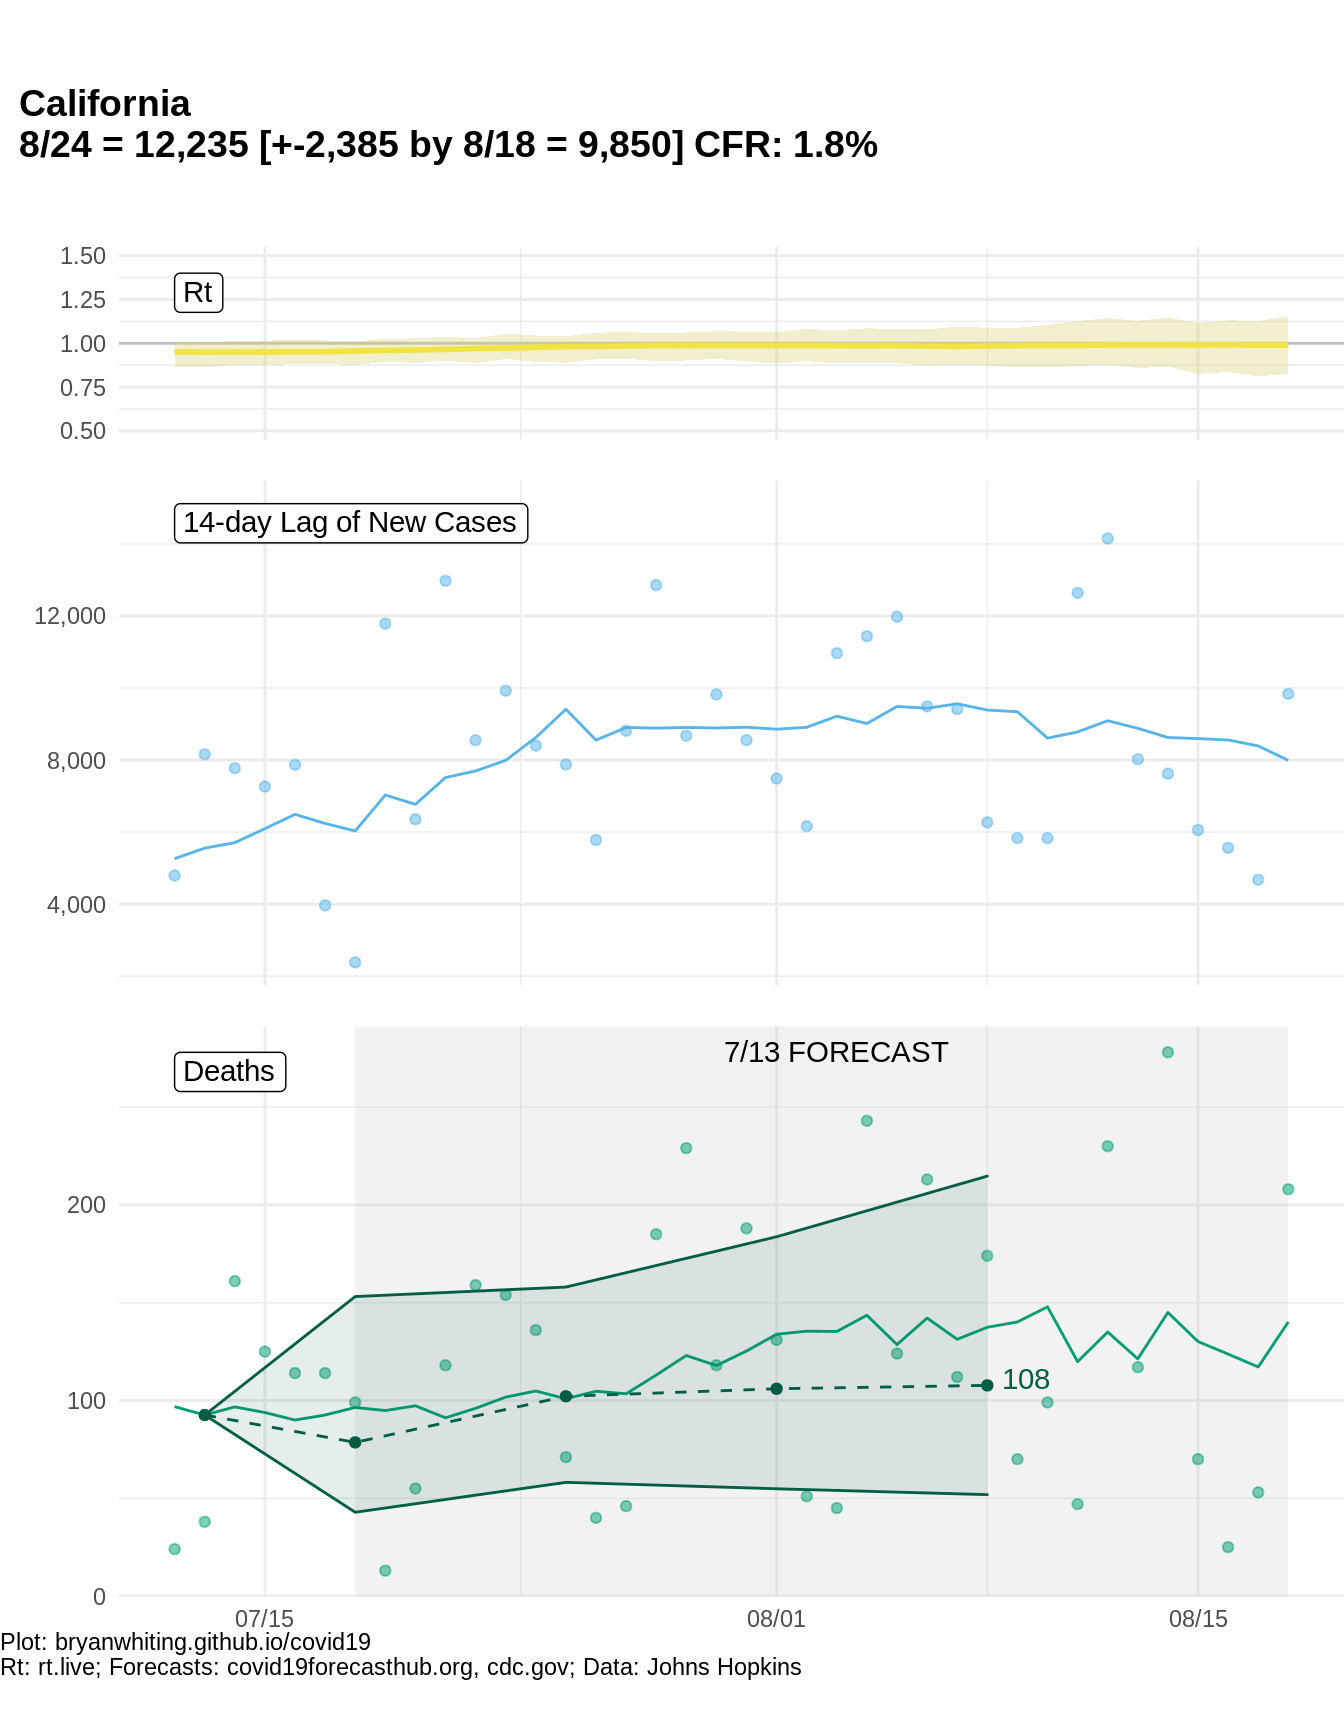 California
8/24 = 12,235 [+-2,385 by 8/18 = 9,850] CFR: 1.8%
1.50
Rt
1.25
1.00
0.75
0.50
14-day Lag of New Cases
12,000
8,000
4,000
7/13 FORECAST
Deaths
200
108
100
0
07/15 08/01 08/15
Plot: bryanwhiting.github.io/covid19
Rt: rt.live; Forecasts: covid19forecasthub.org, cdc.gov; Data: Johns Hopkins